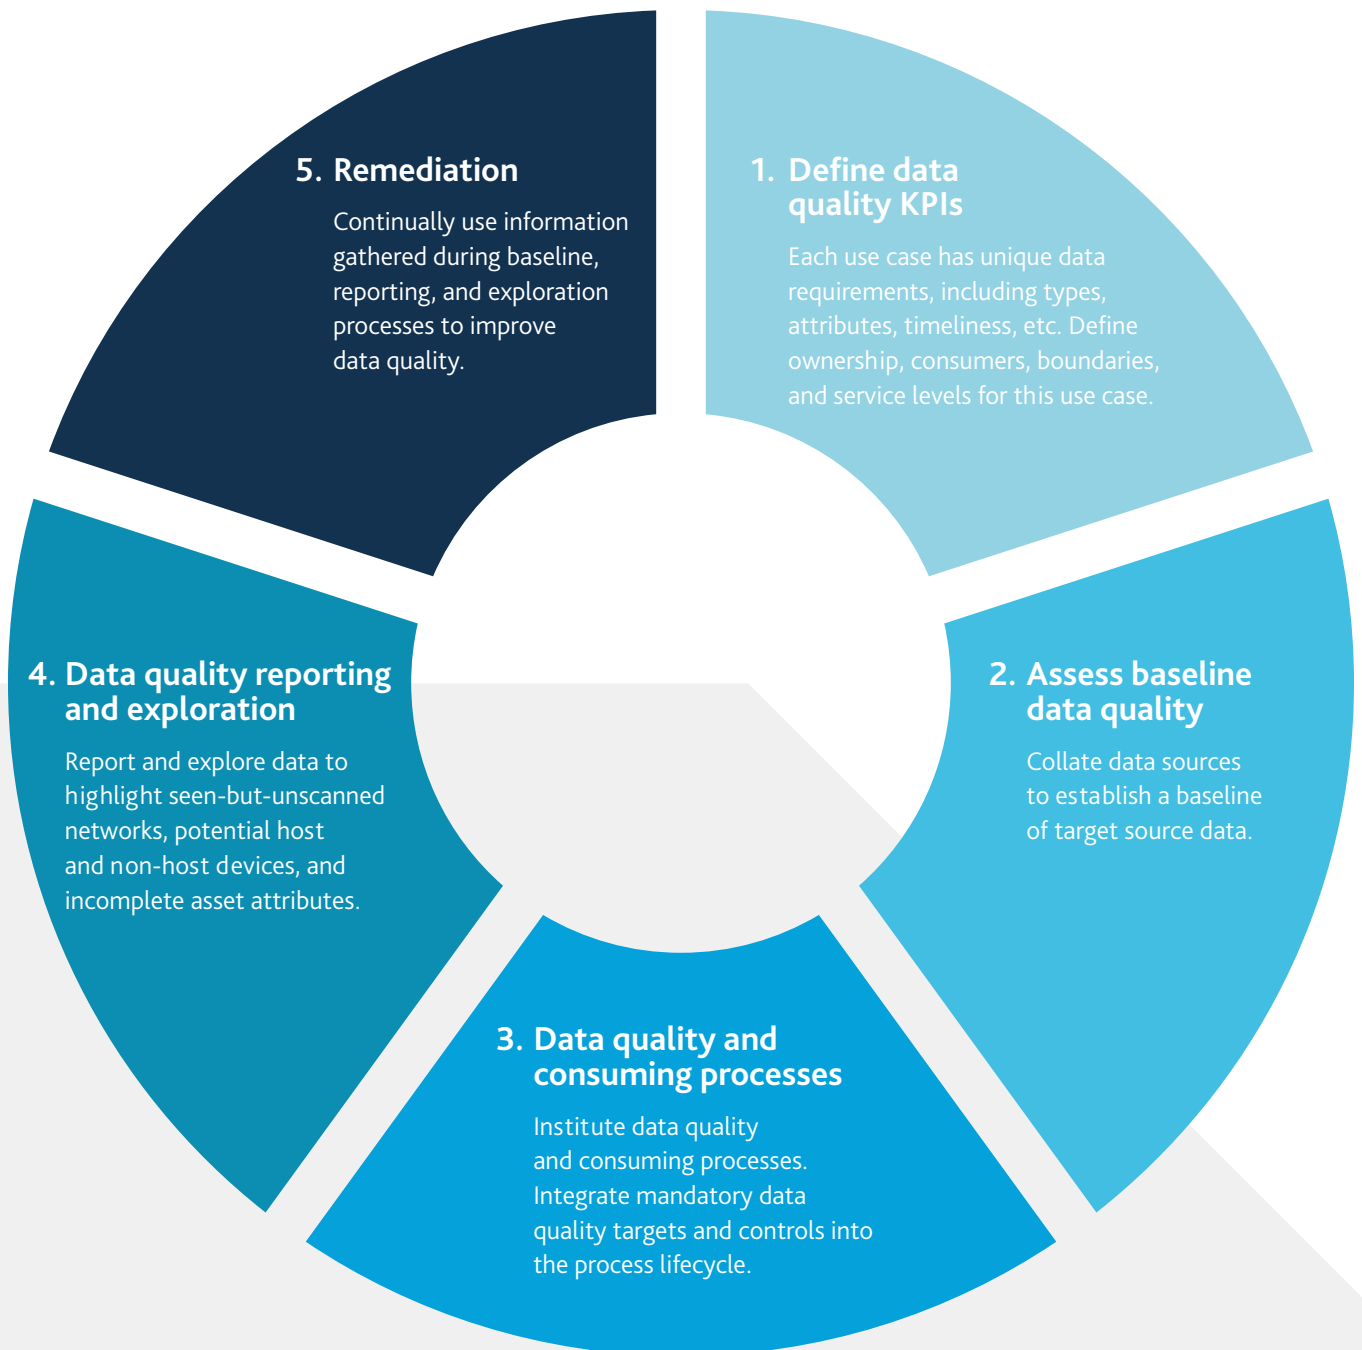 1. Define data
quality KPIs
Each use case has unique data
requirements, including types,
attributes, timeliness, etc. Define
ownership, consumers, boundaries,
and service levels for this use case.
2. Assess baseline
data quality
Collate data sources
to establish a baseline
of target source data.
3. Data quality and
consuming processes
Institute data quality
and consuming processes.
Integrate mandatory data
quality targets and controls into
the process lifecycle.
4. Data quality reporting
and exploration
Report and explore data to
highlight seen-but-unscanned
networks, potential host
and non-host devices, and
incomplete asset attributes.
5. Remediation
Continually use information
gathered during baseline,
reporting, and exploration
processes to improve
data quality.